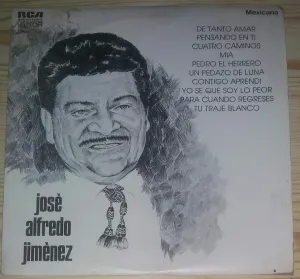 RCA
Mexicana
DE TANTO AMAR
PENSANDO EN TI
CUATRO CAMINOS
MIA
PEDRO EL HERRERO
UN PEDAZO DE LUNA
CONTIGO APRENDI
YO SE QUE SOY LO PEOR
PARA CUANDO REGRESES
TU TRAJE BLANCO
josè
alfredo
jimènez